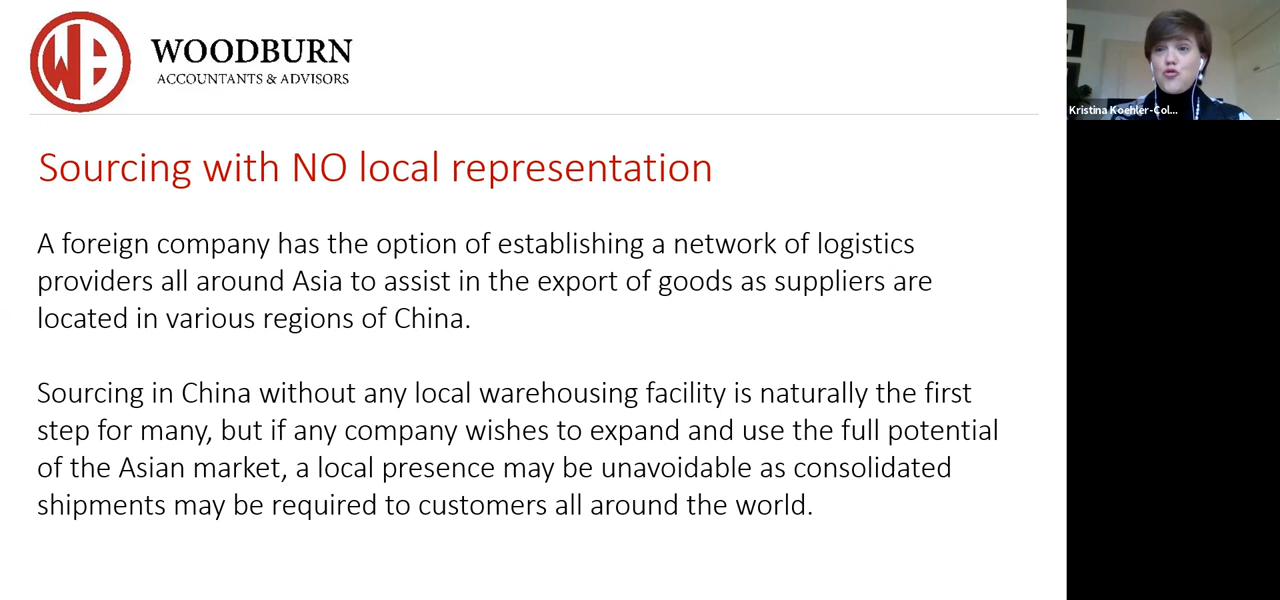 WOODBURN
ACCOUNTANTS & ADVISORS
Kristina Koehler-Col...
Sourcing with NO local representation
A foreign company has the option of establishing a network of logistics
providers all around Asia to assist in the export of goods as suppliers are
located in various regions of China.
Sourcing in China without any local warehousing facility is naturally the first
step for many, but if any company wishes to expand and use the full potential
of the Asian market, a local presence may be unavoidable as consolidated
shipments may be required to customers all around the world.